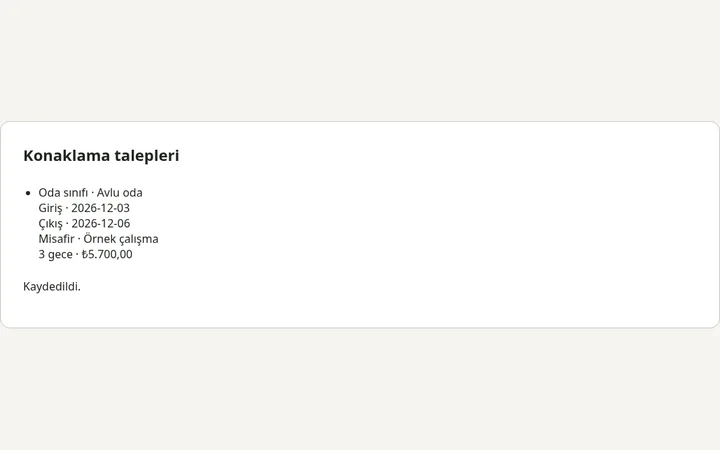 Konaklama talepleri
Oda sınıfı · Avlu oda
Giriş · 2026-12-03
Çıkış · 2026-12-06
Misafir · Örnek çalışma
3 gece · ₺5.700,00
Kaydedildi.